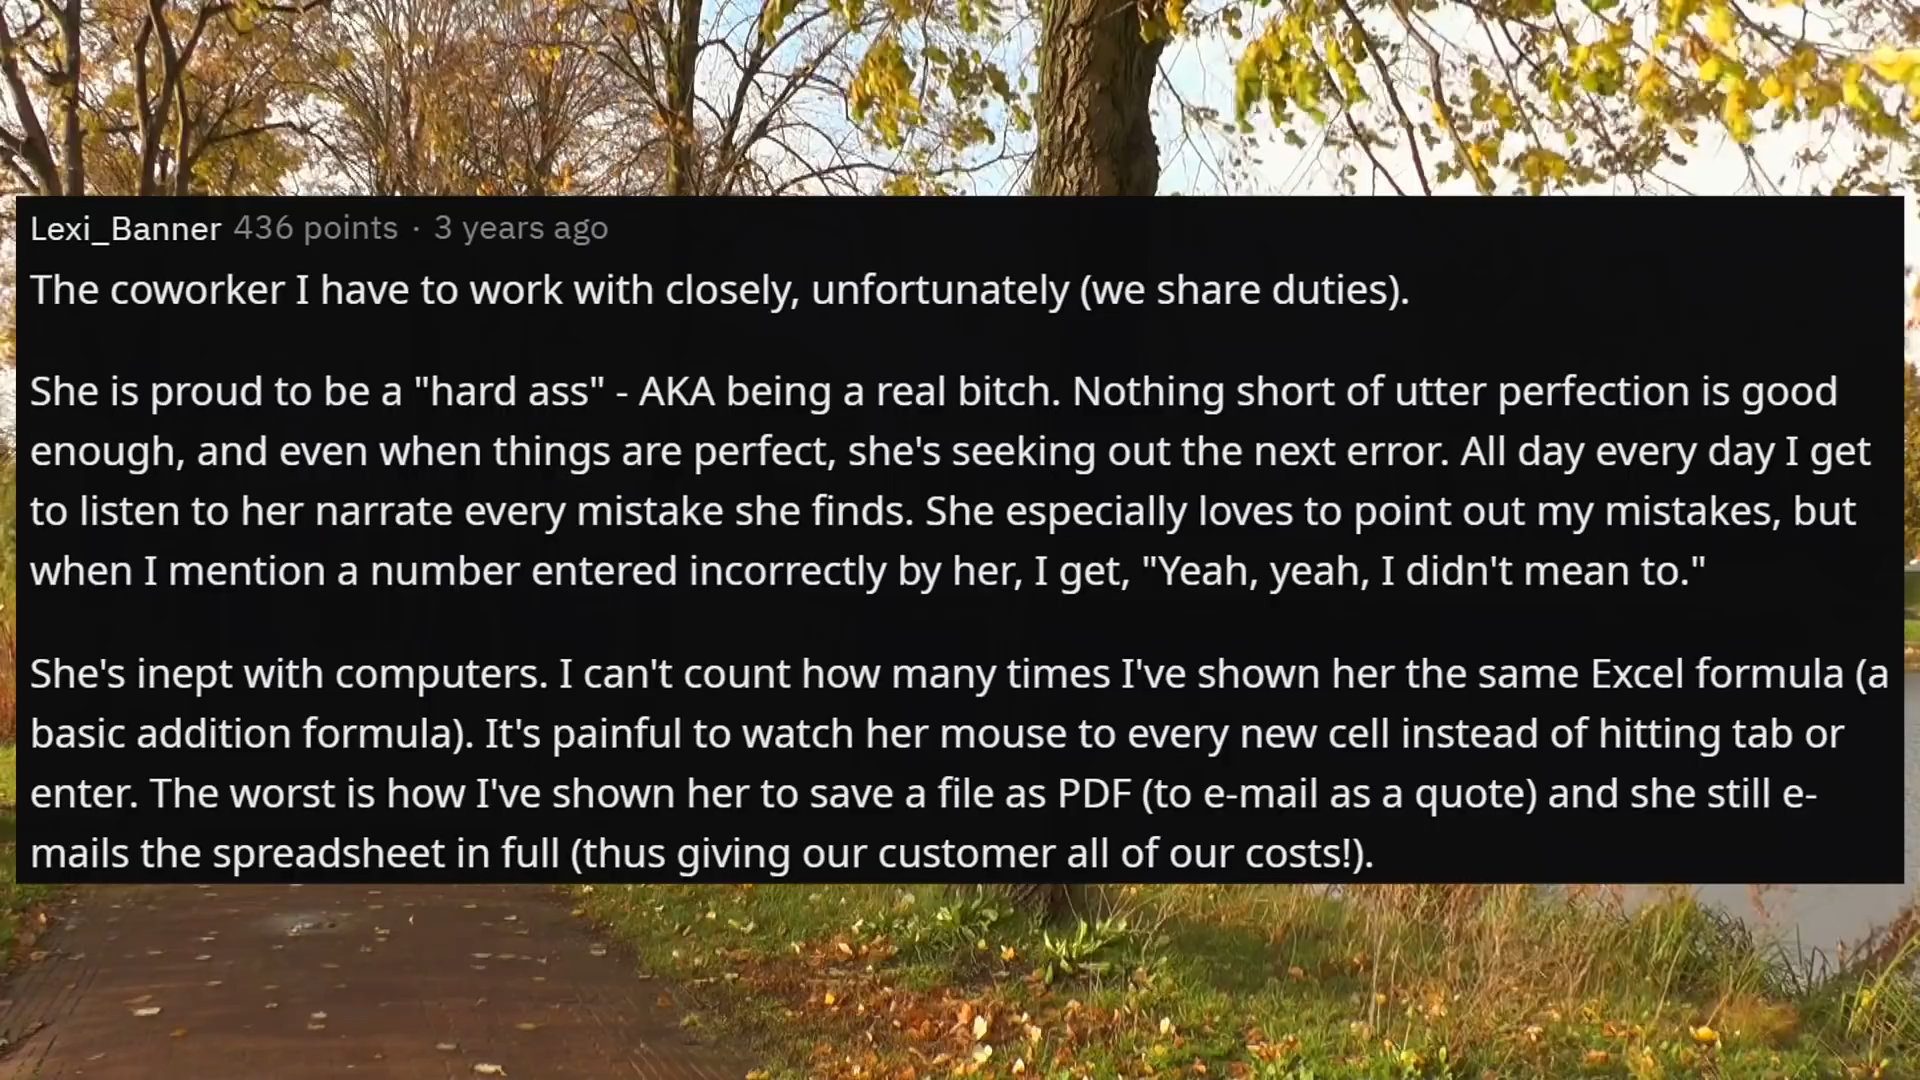 Lexi_Banner 436 points · 3 years ago
The coworker I have to work with closely, unfortunately (we share duties).
She is proud to be a "hard ass" - AKA being a real bitch. Nothing short of utter perfection is good
enough, and even when things are perfect, she's seeking out the next error. All day every day I get
to listen to her narrate every mistake she finds. She especially loves to point out my mistakes, but
when I mention a number entered incorrectly by her, I get, "Yeah, yeah, I didn't mean to."
She's inept with computers. I can't count how many times I've shown her the same Excel formula (a
basic addition formula). It's painful to watch her mouse to every new cell instead of hitting tab or
enter. The worst is how I've shown her to save a file as PDF (to e-mail as a quote) and she still e-
mails the spreadsheet in full (thus giving our customer all of our costs!).